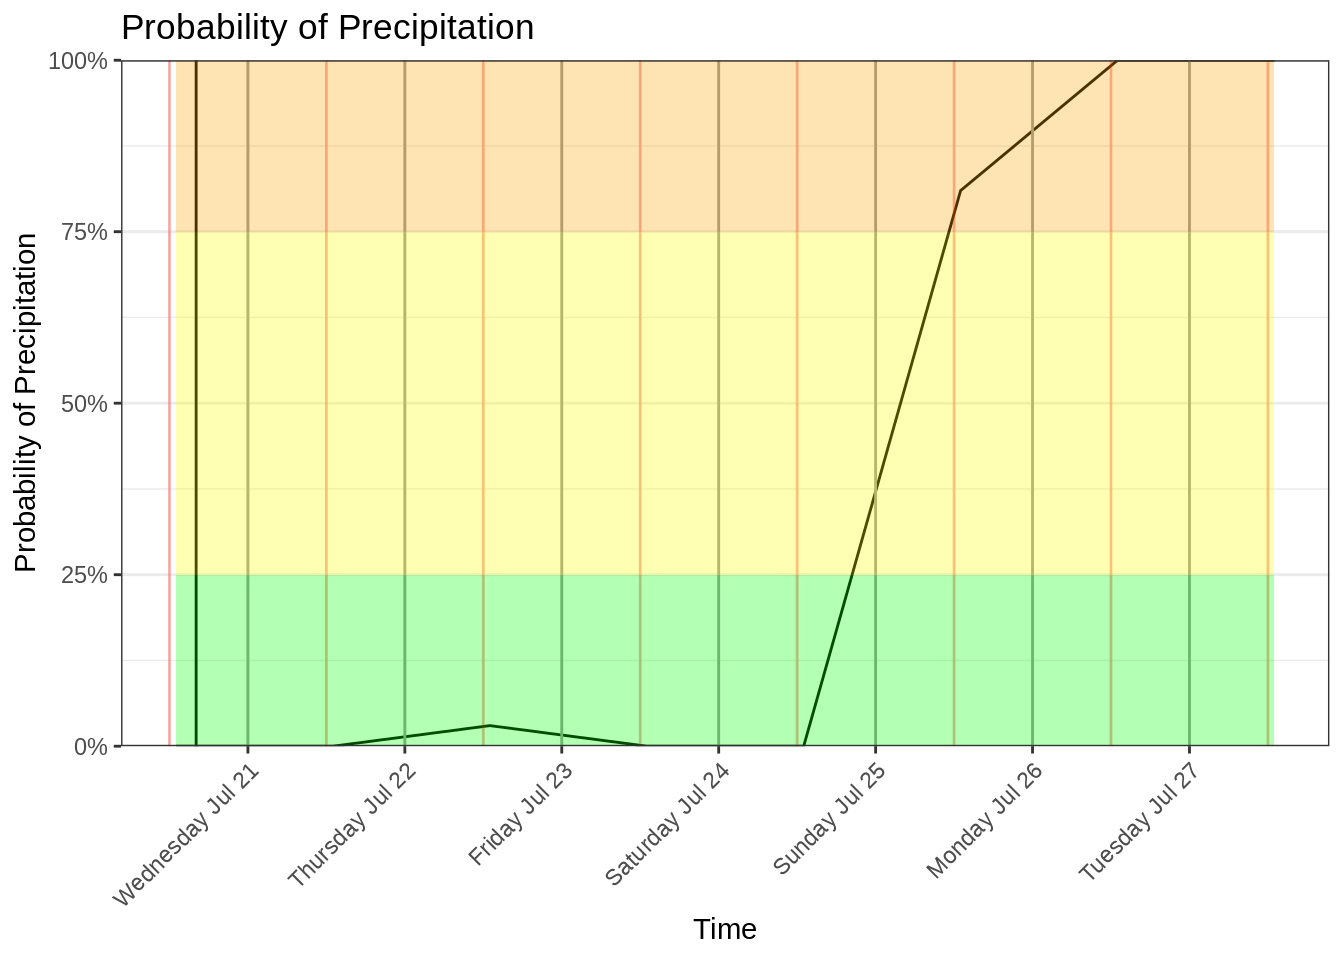 Probability of Precipitation
Probability of Precipitation
100%
75%
50%
25%
0%
Wednesday Jul 21
Thursday Jul 22
Friday Jul 23
Saturday Jul 24
Sunday Jul 25
Monday Jul 26
Tuesday Jul 27
Time